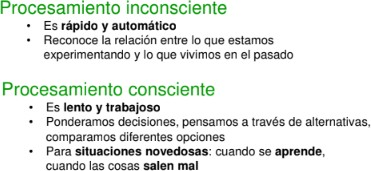 Procesamiento inconsciente
• Es rápido y automático
• Reconoce la relación entre lo que estamos
experimentando y lo que vivimos en el pasado
Procesamiento consciente
• Es lento y trabajoso
• Ponderamos decisiones, pensamos a través de alternativas,
comparamos diferentes opciones
• Para situaciones novedosas: cuando se aprende,
cuando las cosas salen mal